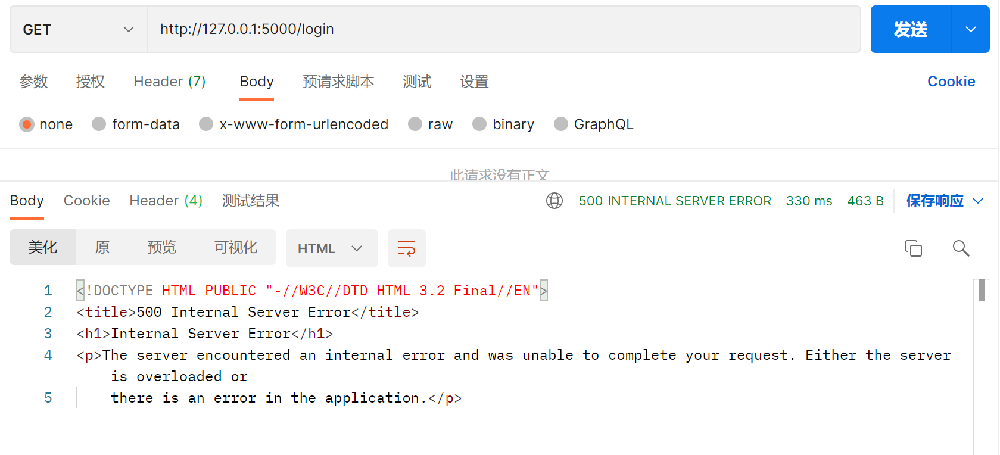 GET http://127.0.0.1:5000/login 发送
参数 授权 Header (7) Body 预请求脚本 测试 设置 Cookie
none form-data x-www-form-urlencoded raw binary GraphQL
此请求没有正文
Body Cookie Header (4) 测试结果 500 INTERNAL SERVER ERROR 330 ms 463 B 保存响应
美化 原 预览 可视化 HTML
1 <!DOCTYPE HTML PUBLIC "-//W3C//DTD HTML 3.2 Final//EN">
2 <title>500 Internal Server Error</title>
3 <h1>Internal Server Error</h1>
4 <p>The server encountered an internal error and was unable to complete your request. Either the server
is overloaded or
5 there is an error in the application.</p>